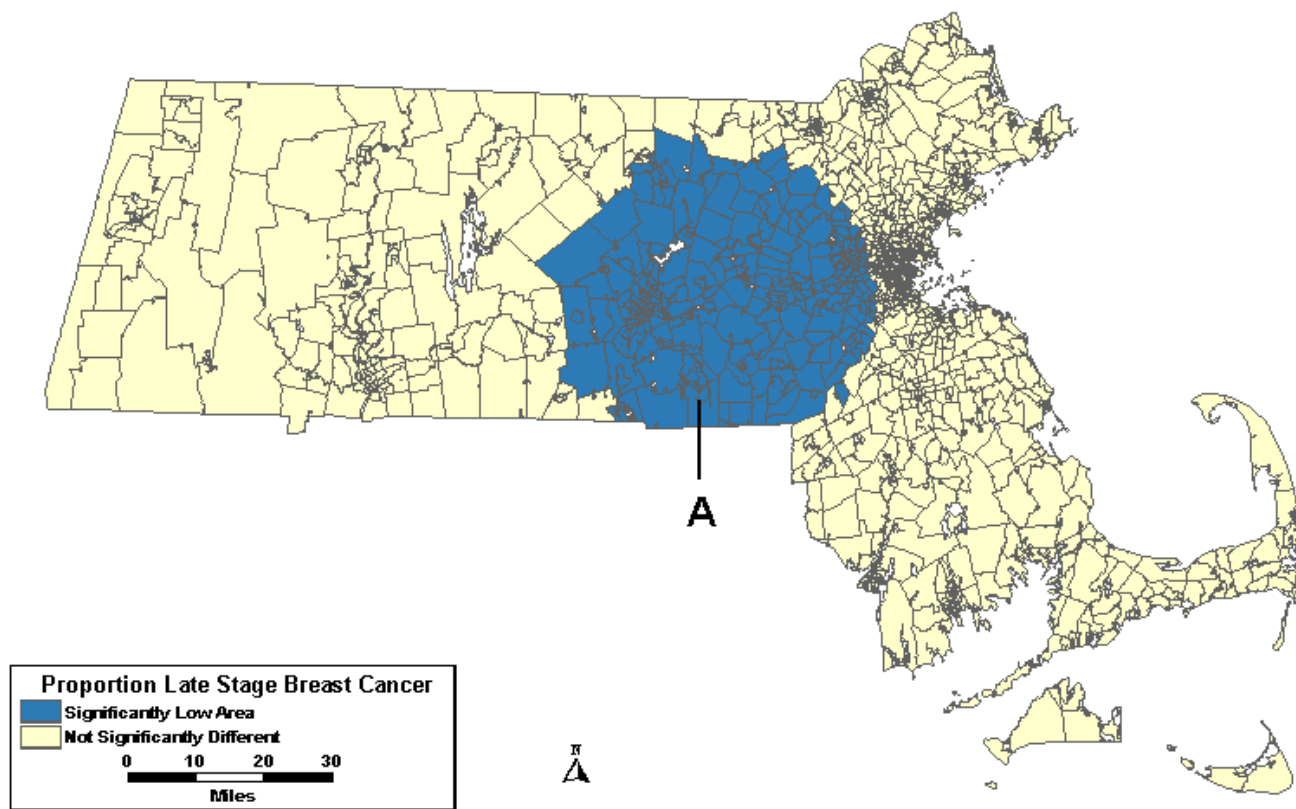 A
Proportion Late Stage Breast Cancer
Significantly Low Area
Not Significantly Different
0 10 20 30
Miles
N